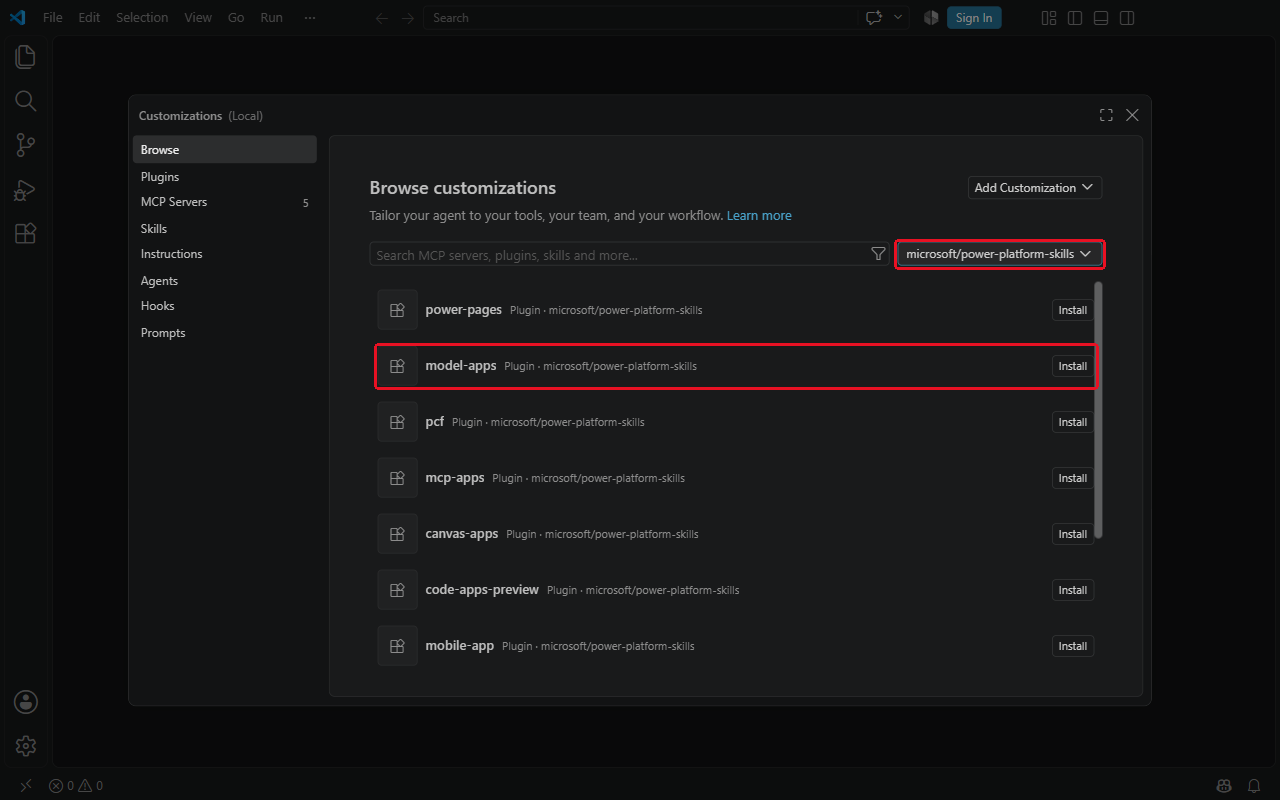 File Edit Selection View Go Run ... Search Sign In
Customizations (Local)
Browse
Plugins
MCP Servers 5
Skills
Instructions
Agents
Hooks
Prompts
Browse customizations
Add Customization
Tailor your agent to your tools, your team, and your workflow. Learn more
Search MCP servers, plugins, skills and more...
microsoft/power-platform-skills
power-pages Plugin · microsoft/power-platform-skills Install
model-apps Plugin · microsoft/power-platform-skills Install
pcf Plugin · microsoft/power-platform-skills Install
mcp-apps Plugin · microsoft/power-platform-skills Install
canvas-apps Plugin · microsoft/power-platform-skills Install
code-apps-preview Plugin · microsoft/power-platform-skills Install
mobile-app Plugin · microsoft/power-platform-skills Install
0 0